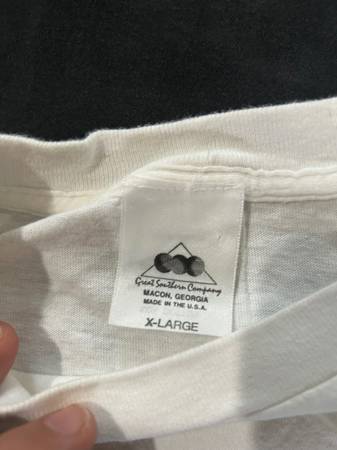 Great Southern Company
MACON, GEORGIA
MADE IN THE U.S.A.
X-LARGE